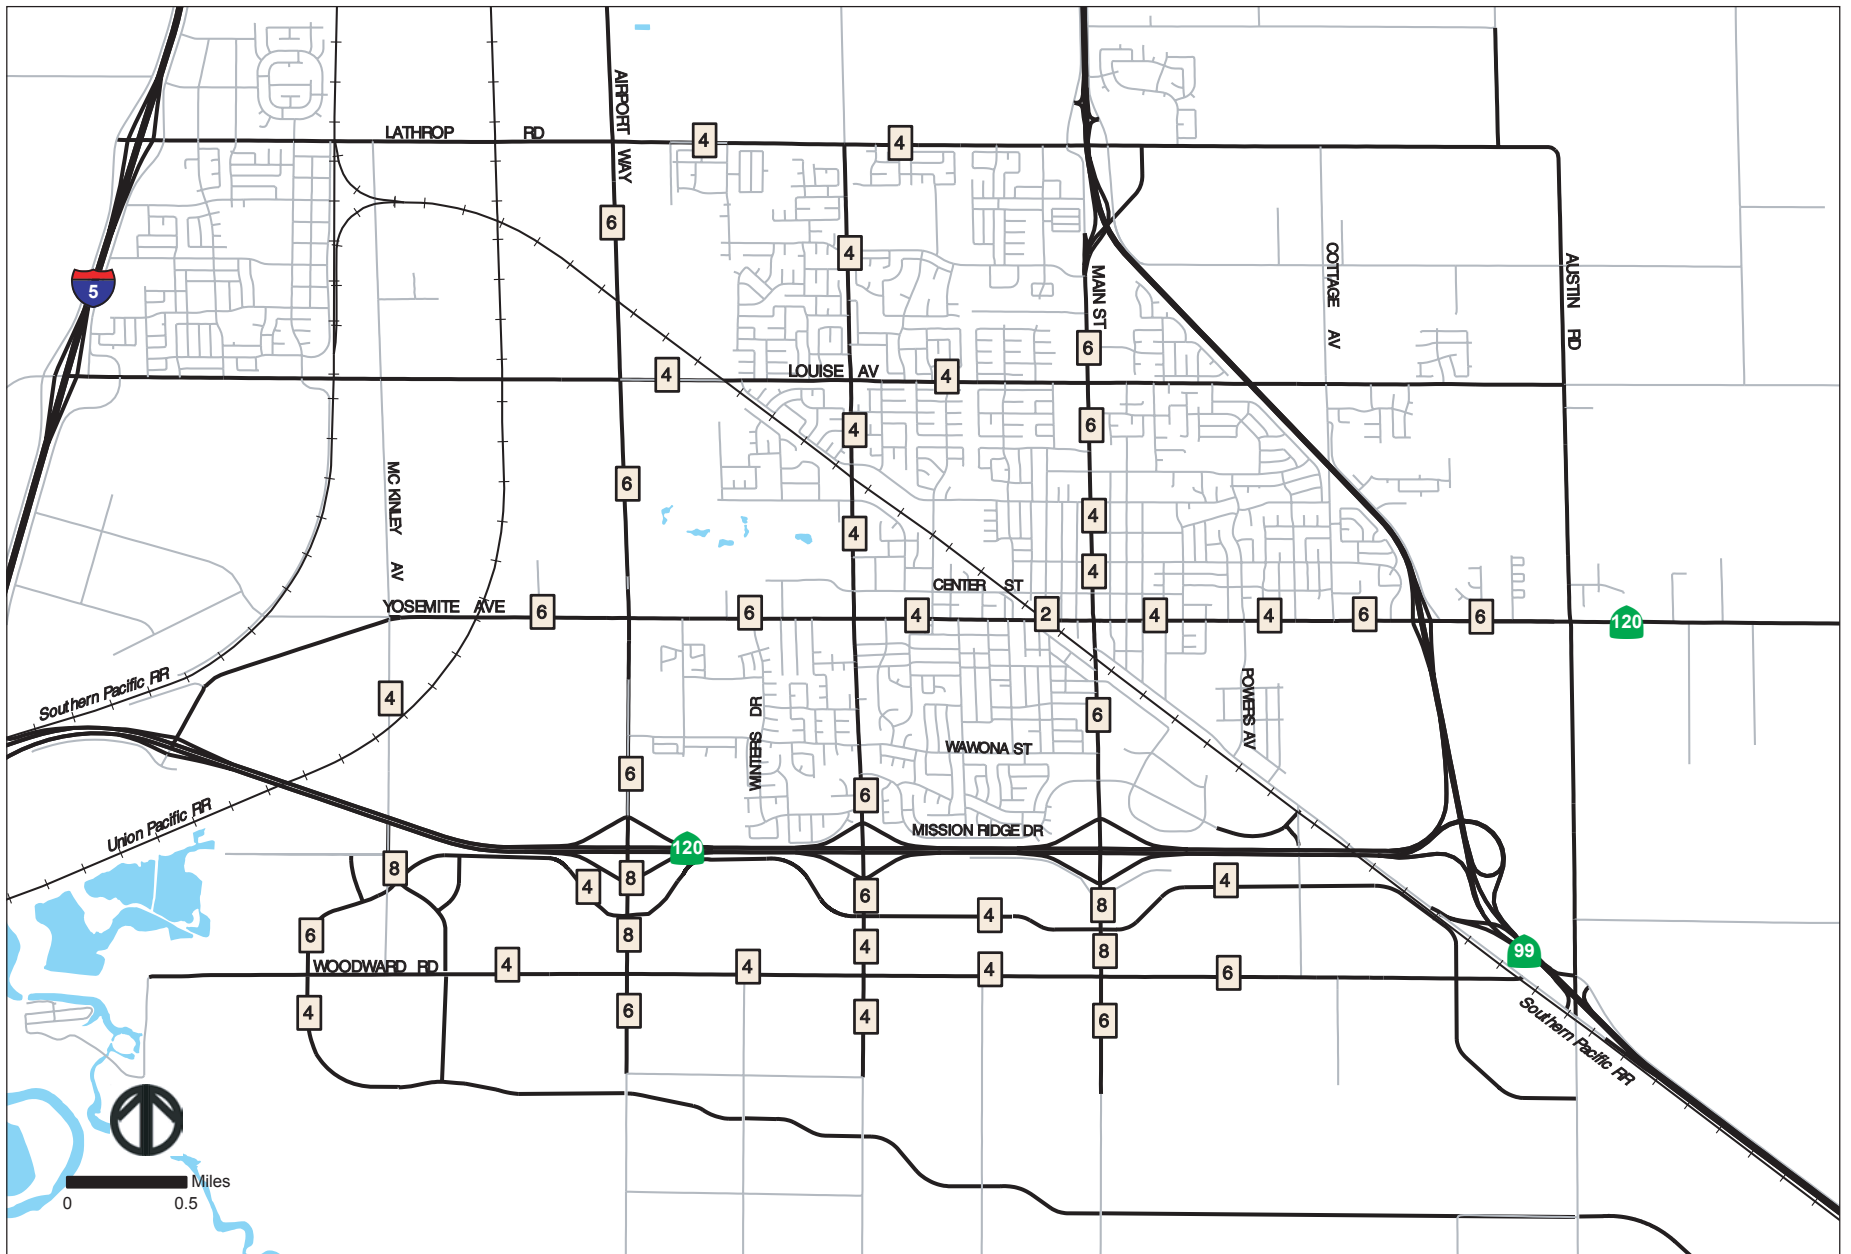 AIRPORT WAY
LATHROP RD
4
4
6
4
5
MAIN ST
COTTAGE AV
AUSTIN RD
6
4
LOUISE AV
4
4
6
MC KINLEY AV
6
4
4
4
CENTER ST
YOSEMITE AVE
6
6
4
2
4
4
6
6
120
Southern Pacific RR
4
WINTERS DR
6
POWERS AV
WAWONA ST
6
6
Union Pacific RR
MISSION RIDGE DR
120
8
4
8
6
4
8
4
6
8
4
8
99
WOODWARD RD
4
4
4
6
4
6
4
6
Southern Pacific RR
Miles
0
0.5